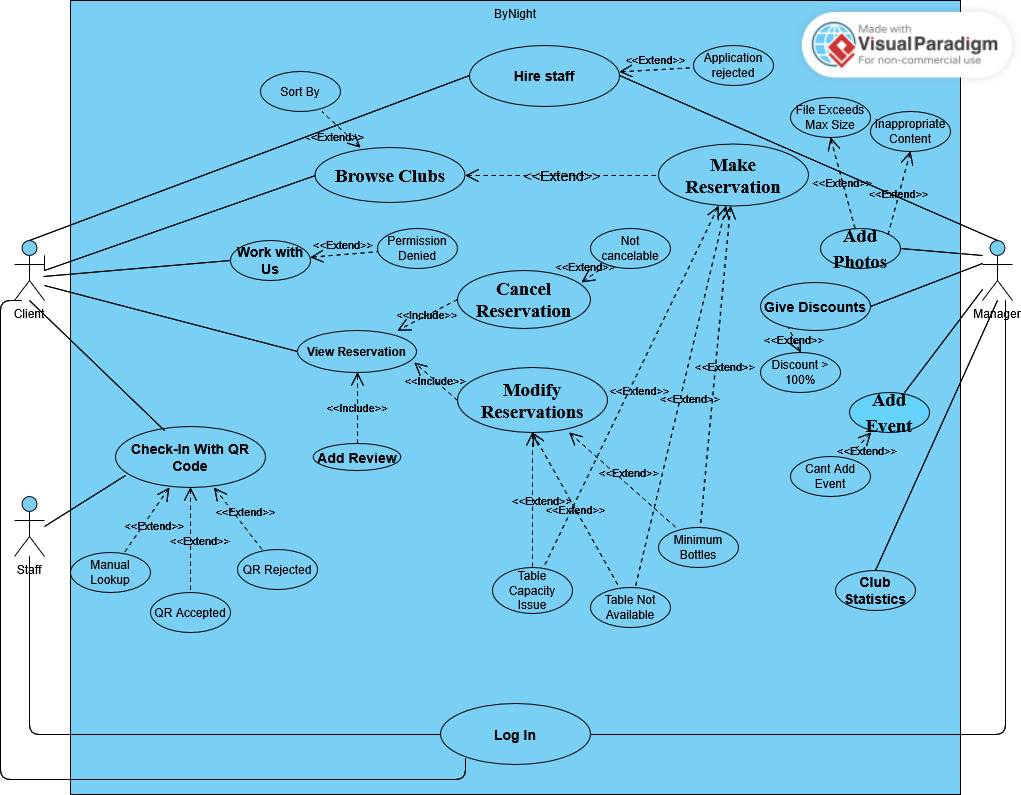 ByNight
Made with
VisualParadigm
For non-commercial use
Hire staff
<<Extend>>
Application
rejected
Sort By
<<Extend>>
File Exceeds
Max Size
Inappropriate
Content
Browse Clubs
<<Extend>>
Make
Reservation
<<Extend>>
<<Extend>>
Work with
Us
<<Extend>>
Permission
Denied
Not
cancelable
Add
Photos
<<Extend>>
Cancel
Reservation
Give Discounts
Client
Manager
<<Include>>
<<Extend>>
View Reservation
Discount >
100%
<<Extend>>
<<Include>>
Modify
Reservations
<<Extend>>
<<Extend>>
<<Include>>
Add
Event
Check-In With QR
Code
Add Review
<<Extend>>
Cant Add
Event
<<Extend>>
<<Extend>>
<<Extend>>
<<Extend>>
<<Extend>>
<<Extend>>
Minimum
Bottles
Staff
Manual
Lookup
QR Rejected
Table
Capacity
Issue
Club
Statistics
QR Accepted
Table Not
Available
Log In